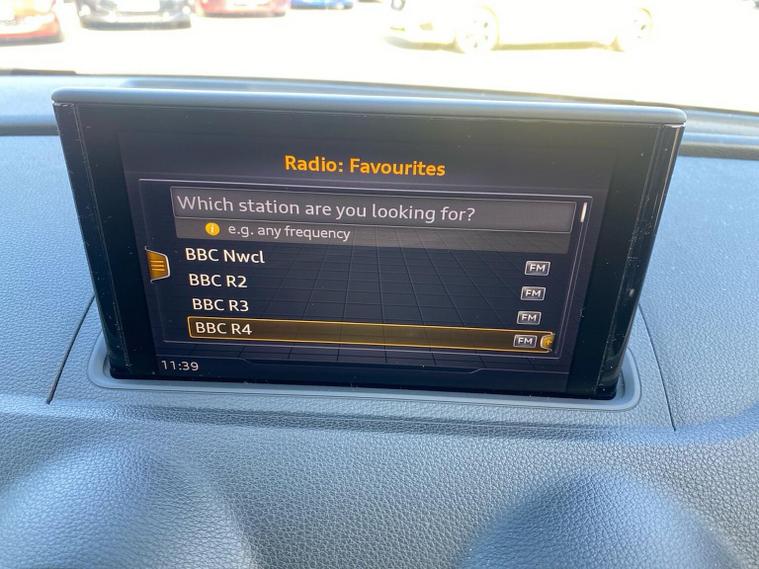 Radio: Favourites
Which station are you looking for?
i e.g. any frequency
BBC Nwcl FM
BBC R2 FM
BBC R3 FM
BBC R4 FM
11:39